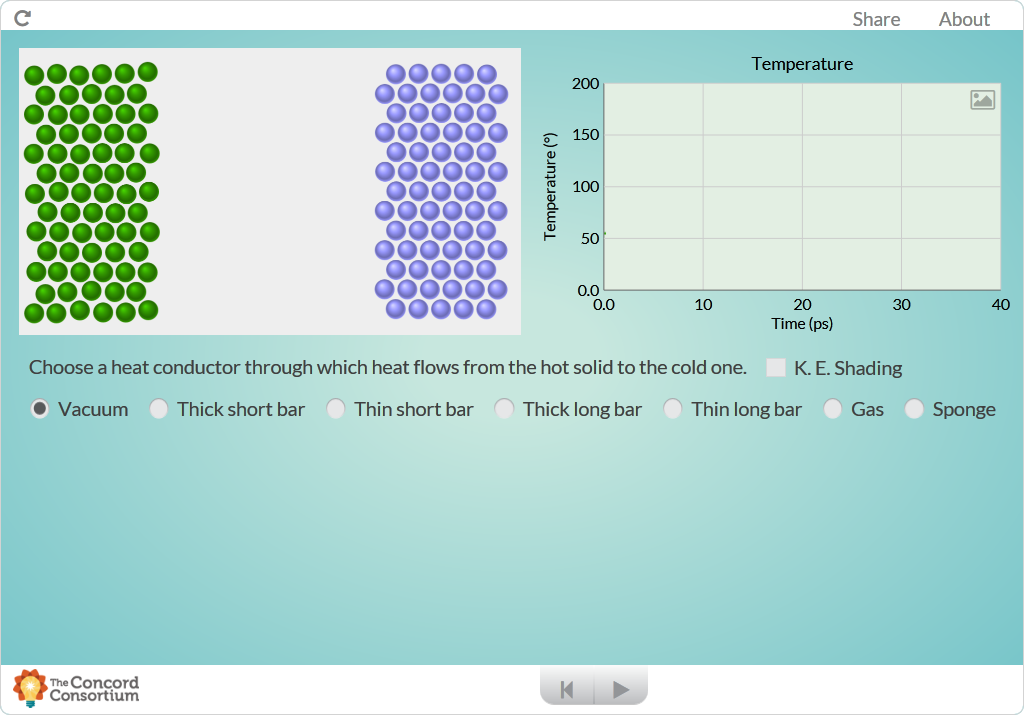 Share About
Temperature
200
150
100
50
0.0
Temperature (°)
0.0 10 20 30 40
Time (ps)
Choose a heat conductor through which heat flows from the hot solid to the cold one. K. E. Shading
Vacuum Thick short bar Thin short bar Thick long bar Thin long bar Gas Sponge
The Concord
Consortium